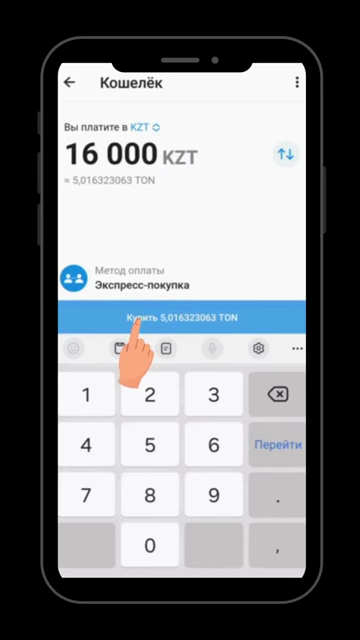 Кошелёк
Вы платите в KZT
16 000 KZT
≈ 5,016323063 TON
Метод оплаты
Экспресс-покупка
Купить 5,016323063 TON
1 2 3
4 5 6 Перейти
7 8 9 .
0 ,